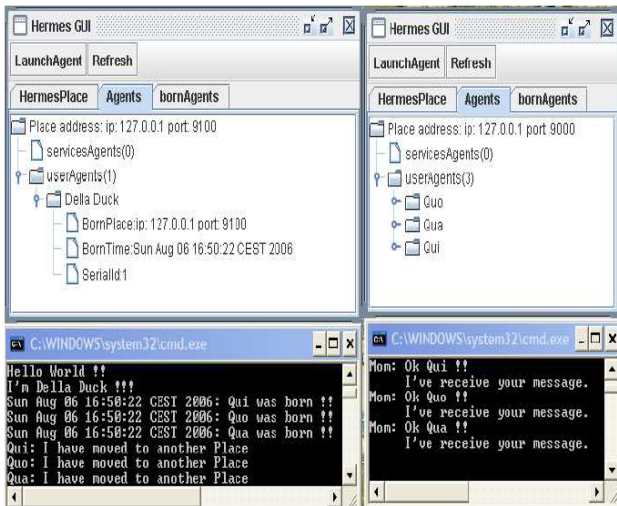 Hermes GUI
LaunchAgent Refresh
HermesPlace Agents bornAgents
Place address: ip: 127.0.0.1 port: 9100
servicesAgents(0)
userAgents(1)
Della Duck
BornPlace:ip: 127.0.0.1 port: 9100
BornTime:Sun Aug 06 16:50:22 CEST 2006
SerialId:1
Hermes GUI
LaunchAgent Refresh
HermesPlace Agents bornAgents
Place address: ip: 127.0.0.1 port: 9000
servicesAgents(0)
userAgents(3)
Quo
Qua
Qui
C:\WINDOWS\system32\cmd.exe
Hello World !!
I'm Della Duck !!!
Sun Aug 06 16:50:22 CEST 2006: Qui was born !!
Sun Aug 06 16:50:22 CEST 2006: Quo was born !!
Sun Aug 06 16:50:22 CEST 2006: Qua was born !!
Qui: I have moved to another Place
Quo: I have moved to another Place
Qua: I have moved to another Place
C:\WINDOWS\system32\cmd.exe
Mom: Ok Qui !!
I've receive your message.
Mom: Ok Quo !!
I've receive your message.
Mom: Ok Qua !!
I've receive your message.